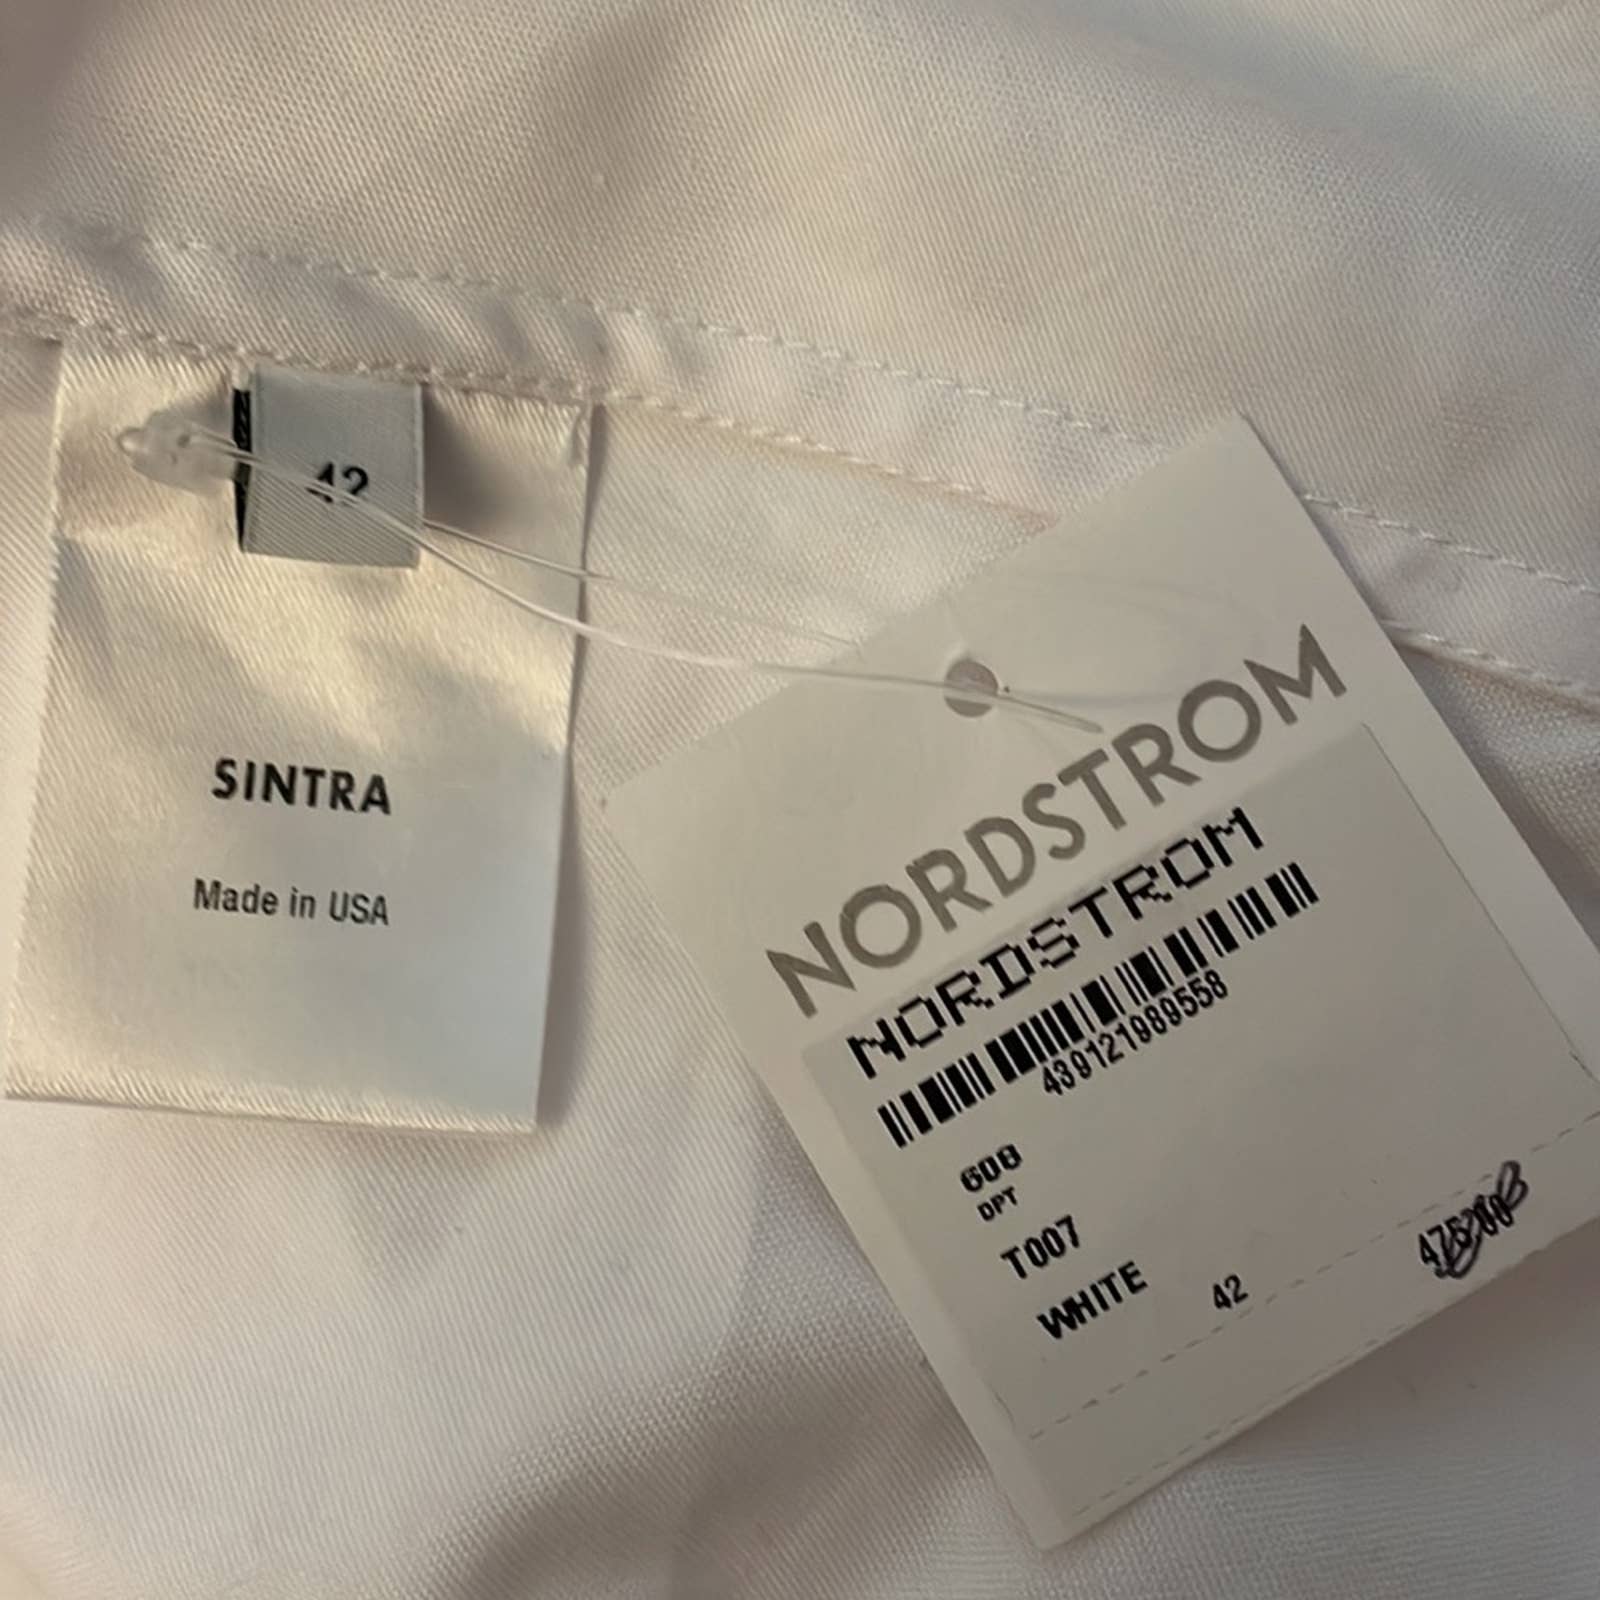 42
SINTRA
Made in USA
NORDSTROM
NORDSTROM
439121989558
608
DPT
T007
WHITE 42